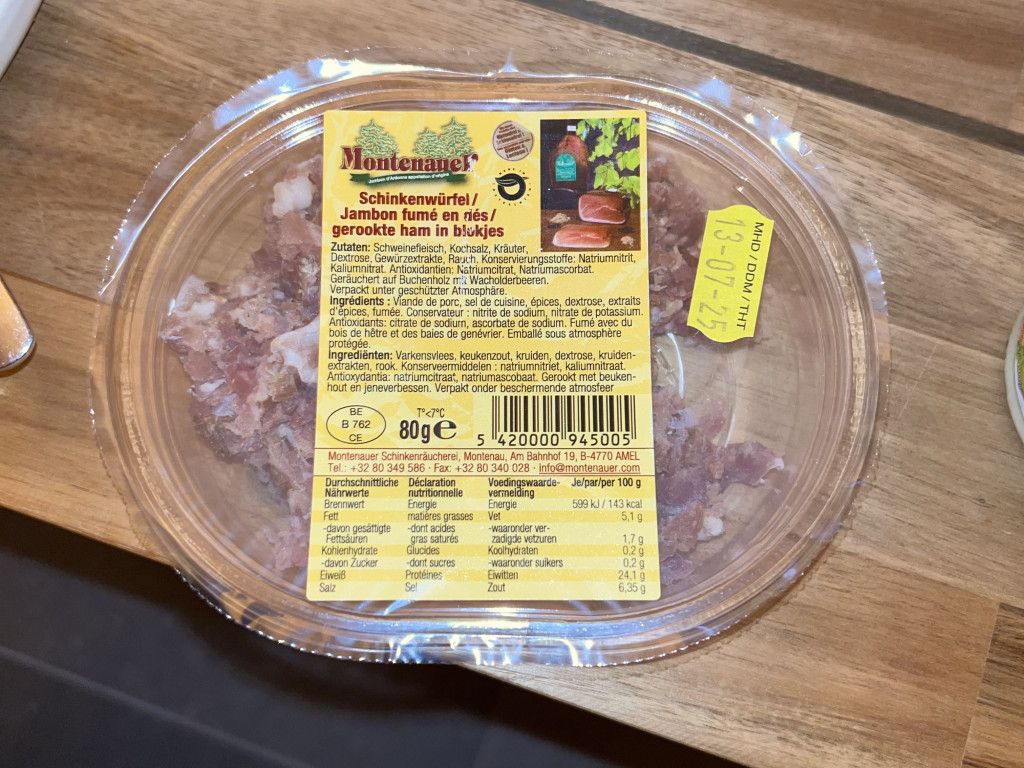 Montenauer
Jambon d'Ardenne appellation d'origine
Schinkenwürfel/
Jambon fumé en dés/
gerookte ham in blokjes
Zutaten: Schweinefleisch, Kochsalz, Kräuter,
Dextrose, Gewürzextrakte, Rauch. Konservierungsstoffe: Natriumnitrit,
Kaliumnitrat. Antioxidantien: Natriumcitrat, Natriumascorbat.
Geräuchert auf Buchenholz mit Wacholderbeeren.
Verpackt unter geschützter Atmosphäre.
Ingrédients : Viande de porc, sel de cuisine, épices, dextrose, extraits
d'épices, fumée. Conservateur : nitrite de sodium, nitrate de potassium.
Antioxidants: citrate de sodium, ascorbate de sodium. Fumé avec du
bois de hêtre et des baies de genévrier. Emballé sous atmosphère
protégée.
Ingrediënten: Varkensvlees, keukenzout, kruiden, dextrose, kruiden-
extrakten, rook. Konserveermiddelen : natriumnitriet, kaliumnitraat.
Antioxydantia: natriumcitraat, natriumascobaat. Gerookt met beuken-
hout en jeneverbessen. Verpakt onder beschermende atmosfeer
BE
B 762
CE
T°<7°C
80g e
5 420000 945005
Montenauer Schinkenräucherei, Montenau, Am Bahnhof 19, B-4770 AMEL
Tel.: +32 80 349 586 · Fax: +32 80 340 028 · info@montenauer.com
Durchschnittliche Déclaration Voedingswaarde- Je/par/per 100 g
Nährwerte nutritionnelle vermelding
Brennwert Energie Energie 599 kJ / 143 kcal
Fett matières grasses Vet 5,1 g
-davon gesättigte -dont acides -waaronder ver-
Fettsäuren gras saturés zadigde vetzuren 1,7 g
Kohlenhydrate Glucides Koolhydraten 0,2 g
-davon Zucker -dont sucres -waaronder suikers 0,2 g
Eiweiß Protéines Eiwitten 24,1 g
Salz Sel Zout 6,35 g
MHD / DDM / THT
13-07-25